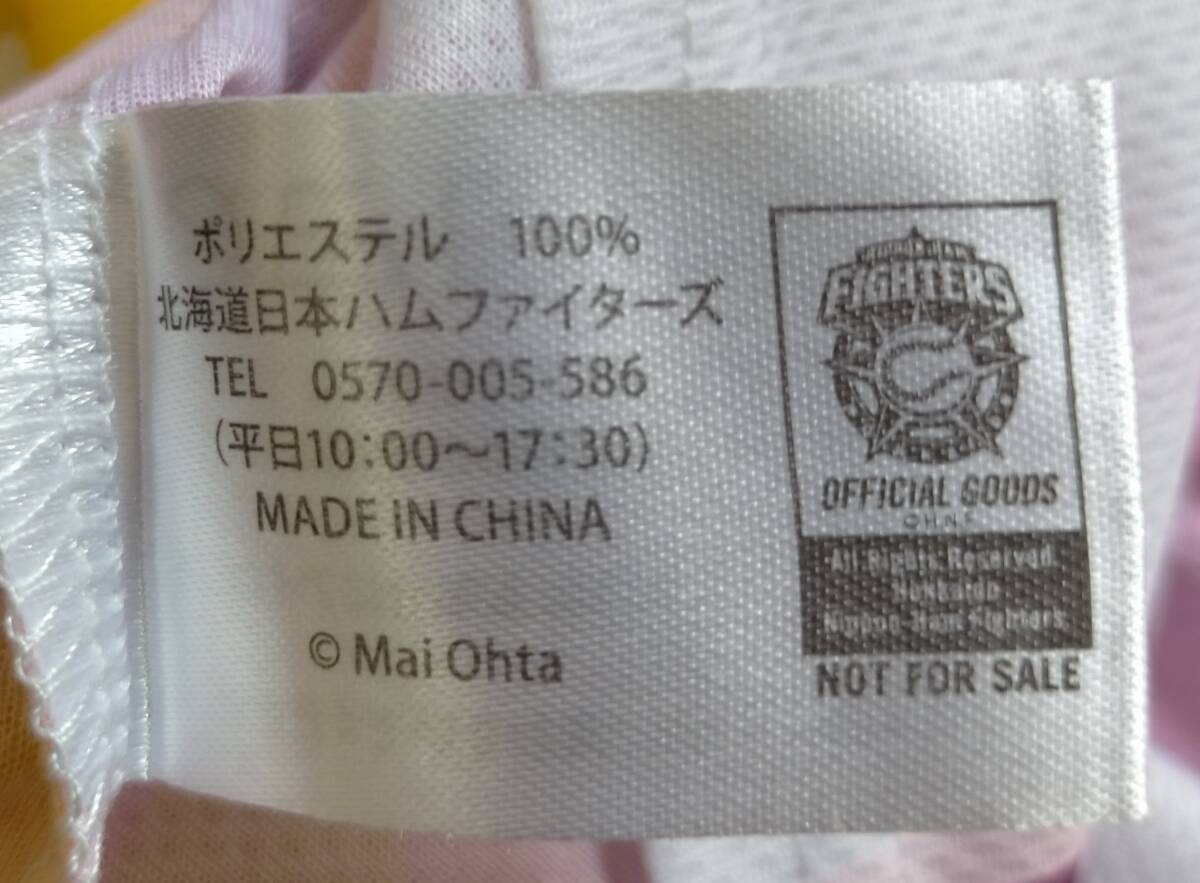 ポリエステル　100%
北海道日本ハムファイターズ
TEL　0570-005-586
(平日10:00～17:30)
MADE IN CHINA
© Mai Ohta
FIGHTERS
OFFICIAL GOODS
©H.N.F.
All Rights Reserved
Hokkaido
Nippon-Ham Fighters
NOT FOR SALE